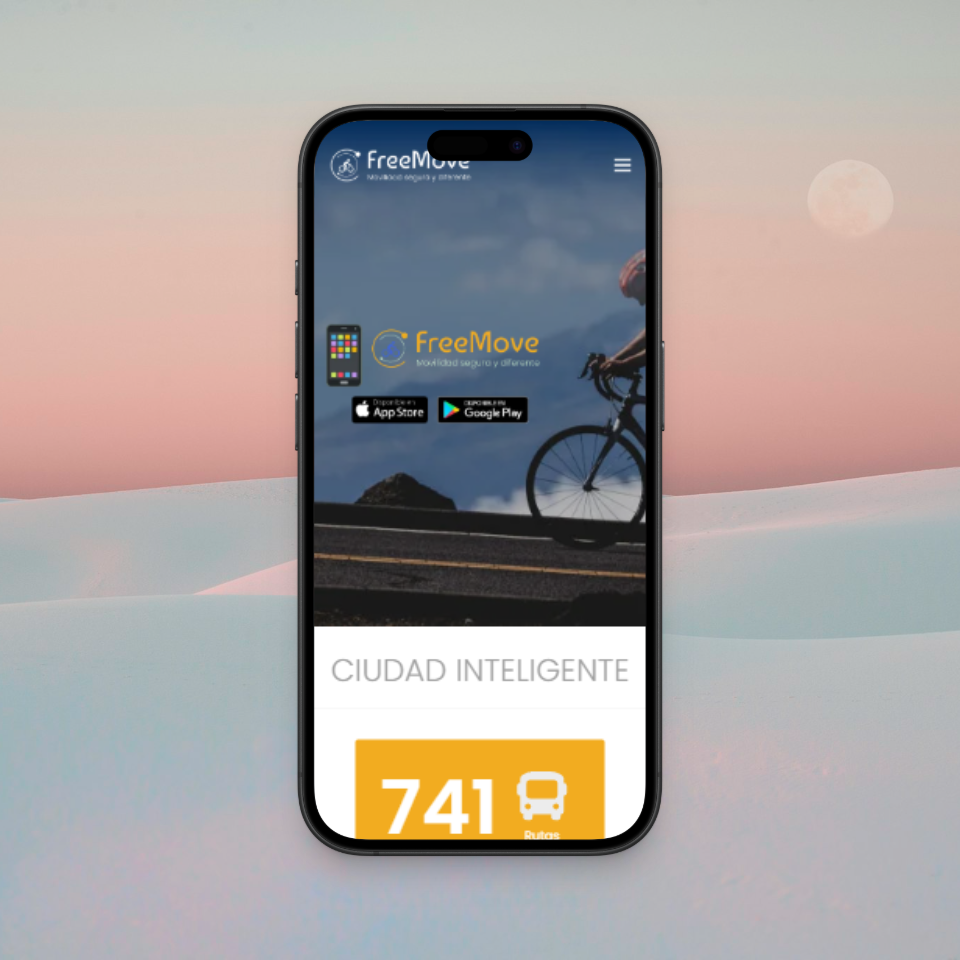 FreeMove
Movilidad segura y diferente
FreeMove
Movilidad segura y diferente
Disponible en
App Store
DISPONIBLE EN
Google Play
CIUDAD INTELIGENTE
741
Rutas